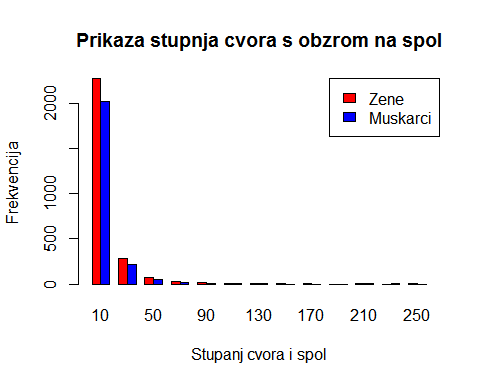 Prikaza stupnja cvora s obzrom na spol
Zene
Muskarci
Frekvencija
2000
1000
500
0
10 50 90 130 170 210 250
Stupanj cvora i spol